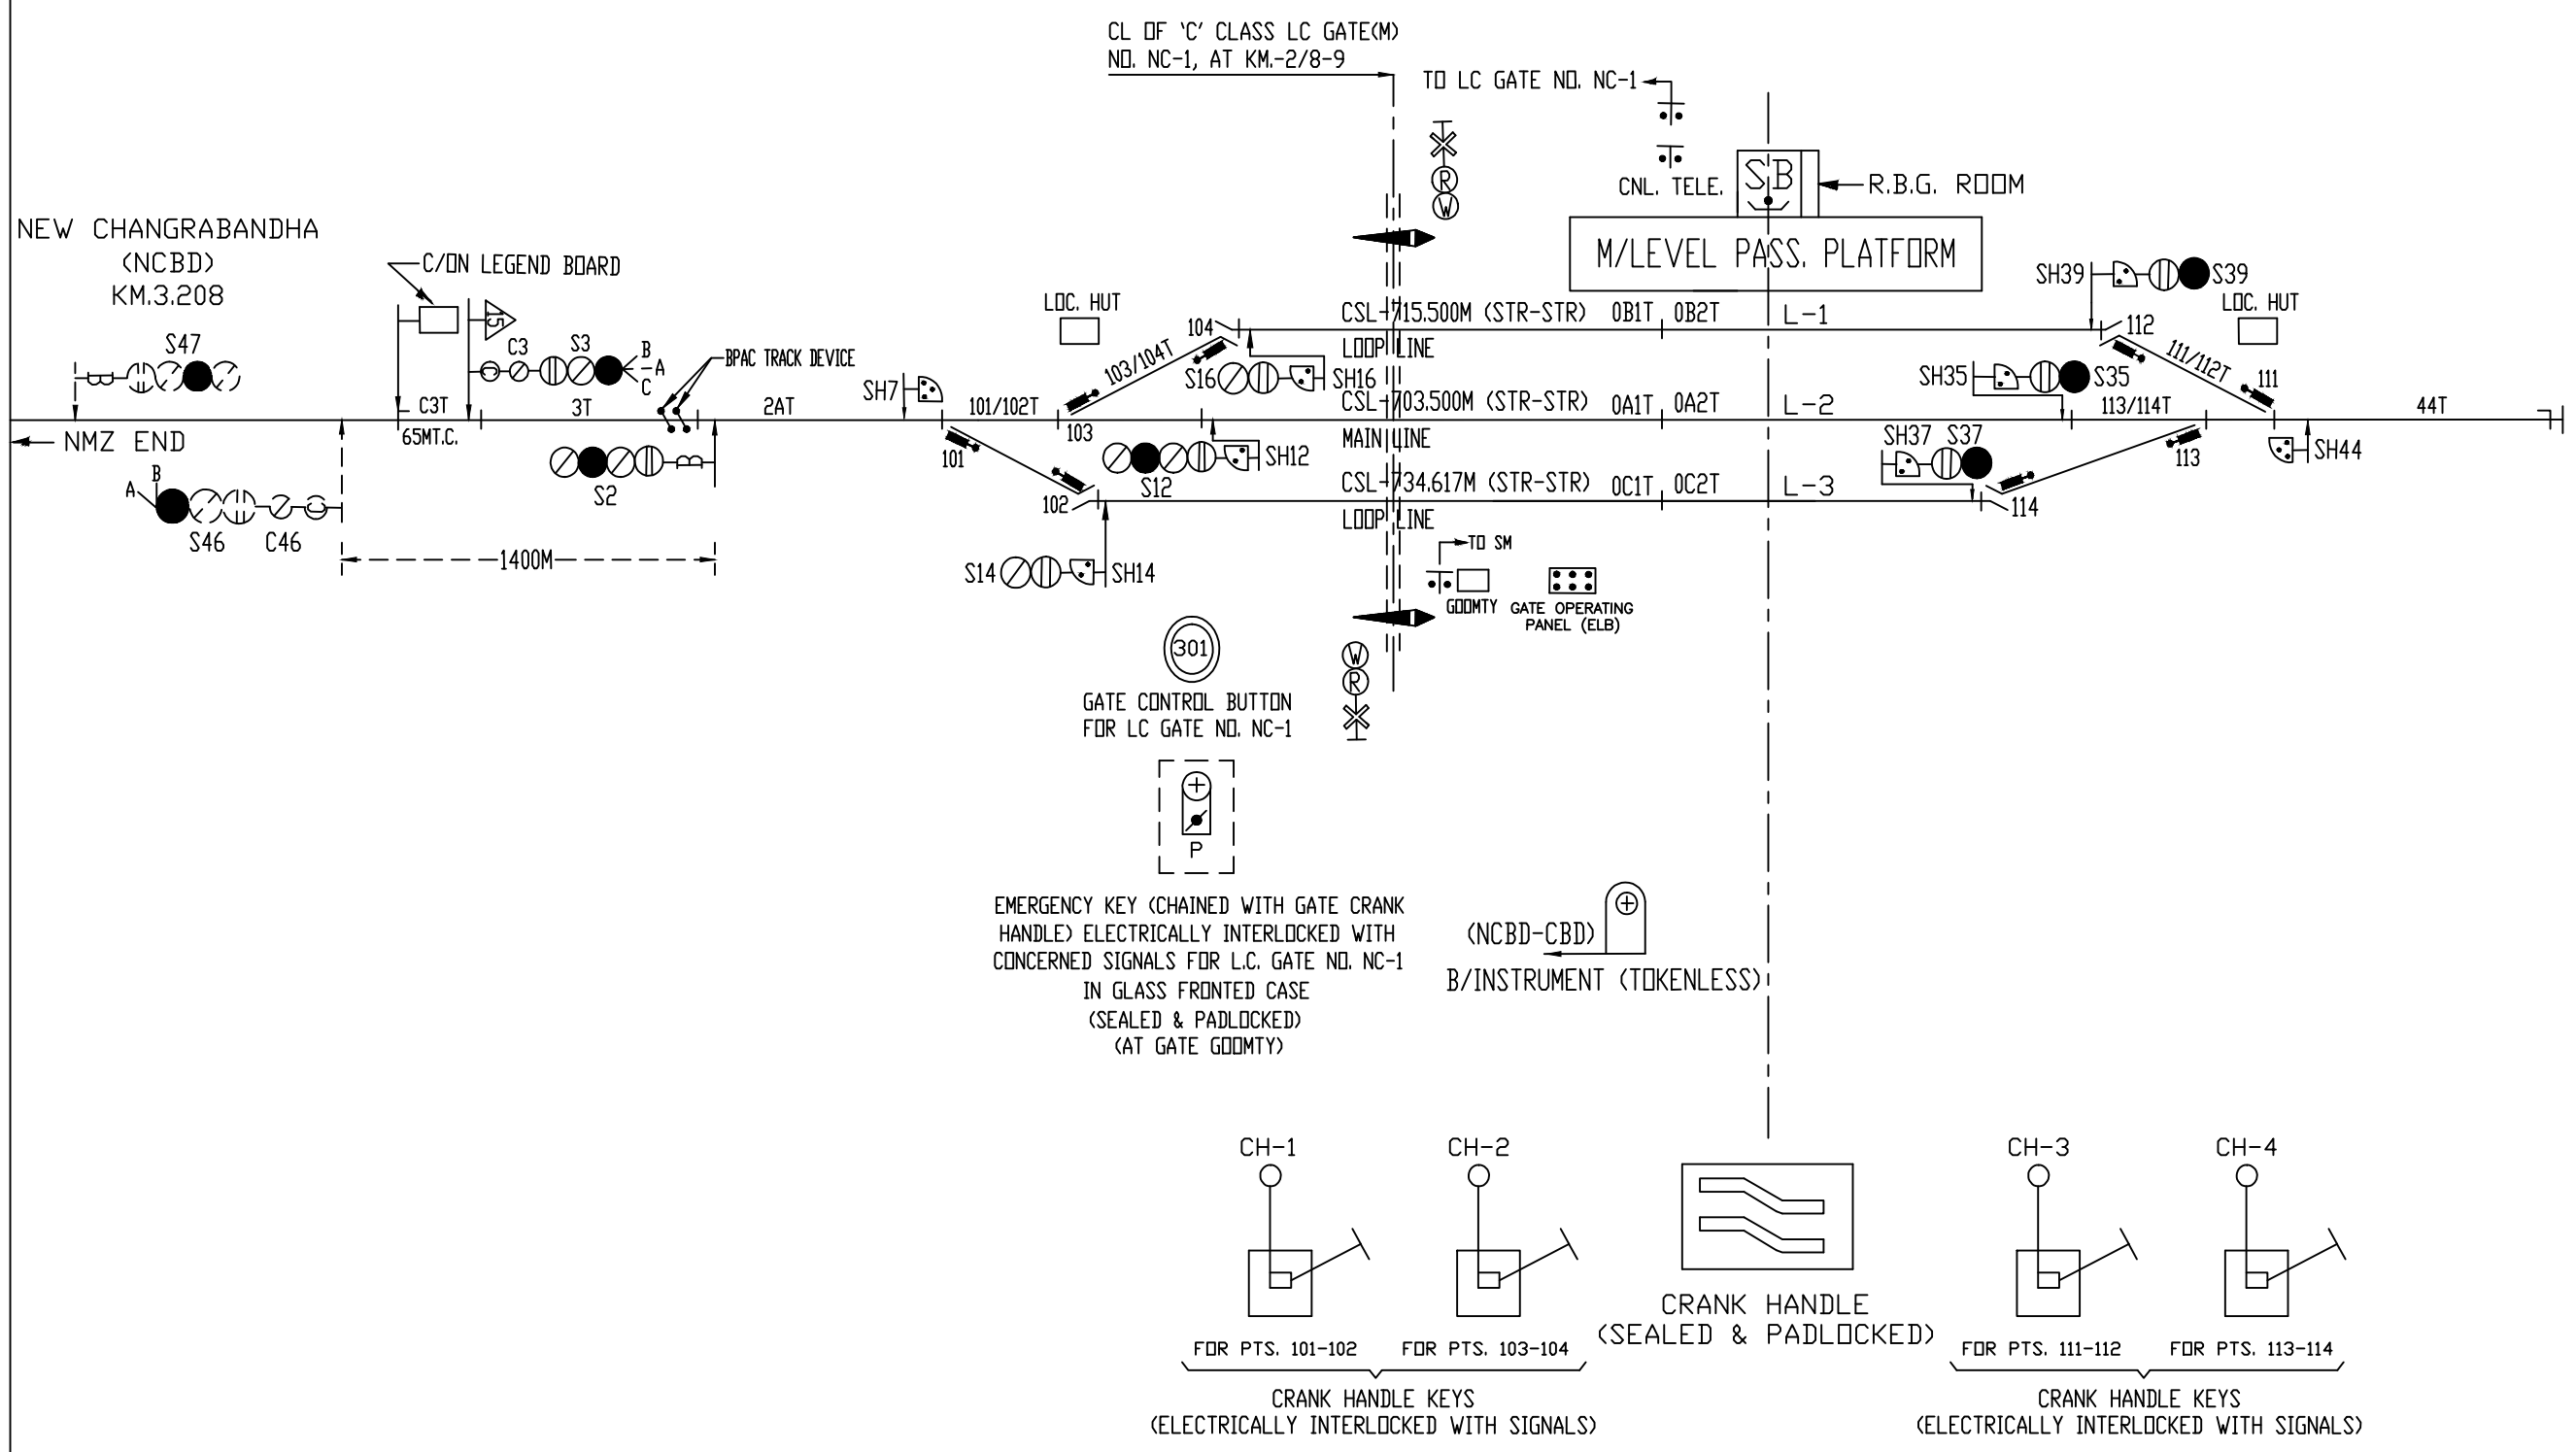 CL OF 'C' CLASS LC GATE(M)
NO. NC-1, AT KM.-2/8-9
TO LC GATE NO. NC-1
CNL. TELE.
SB
R.B.G. ROOM
M/LEVEL PASS. PLATFORM
R
W
NEW CHANGRABANDHA
(NCBD)
KM.3.208
C/ON LEGEND BOARD
15
S47
B
C3
C
S3
B
A
C
BPAC TRACK DEVICE
LOC. HUT
104
103/104T
CSL-715.500M (STR-STR)
0B1T
0B2T
L-1
LOOP LINE
S16
SH16
SH39
S39
LOC. HUT
112
111/112T
111
SH35
S35
SH7
C3T
65MT.C.
3T
2AT
101/102T
103
CSL-703.500M (STR-STR)
0A1T
0A2T
L-2
MAIN LINE
113/114T
44T
NMZ END
101
S12
SH12
SH37
S37
113
SH44
S2
B
A
B
S46
C46
C
1400M
102
CSL-734.617M (STR-STR)
0C1T
0C2T
L-3
LOOP LINE
114
S14
SH14
TO SM
GOOMTY
GATE OPERATING
PANEL (ELB)
W
R
301
GATE CONTROL BUTTON
FOR LC GATE NO. NC-1
P
EMERGENCY KEY (CHAINED WITH GATE CRANK
HANDLE) ELECTRICALLY INTERLOCKED WITH
CONCERNED SIGNALS FOR L.C. GATE NO. NC-1
IN GLASS FRONTED CASE
(SEALED & PADLOCKED)
(AT GATE GOOMTY)
(NCBD-CBD)
B/INSTRUMENT (TOKENLESS)
CH-1
CH-2
CH-3
CH-4
CRANK HANDLE
(SEALED & PADLOCKED)
FOR PTS. 101-102
FOR PTS. 103-104
FOR PTS. 111-112
FOR PTS. 113-114
CRANK HANDLE KEYS
(ELECTRICALLY INTERLOCKED WITH SIGNALS)
CRANK HANDLE KEYS
(ELECTRICALLY INTERLOCKED WITH SIGNALS)